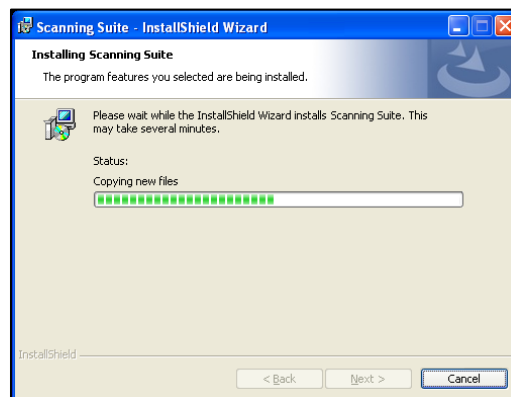 Scanning Suite - InstallShield Wizard
Installing Scanning Suite
The program features you selected are being installed.
Please wait while the InstallShield Wizard installs Scanning Suite. This
may take several minutes.
Status:
Copying new files
InstallShield
< Back
Next >
Cancel